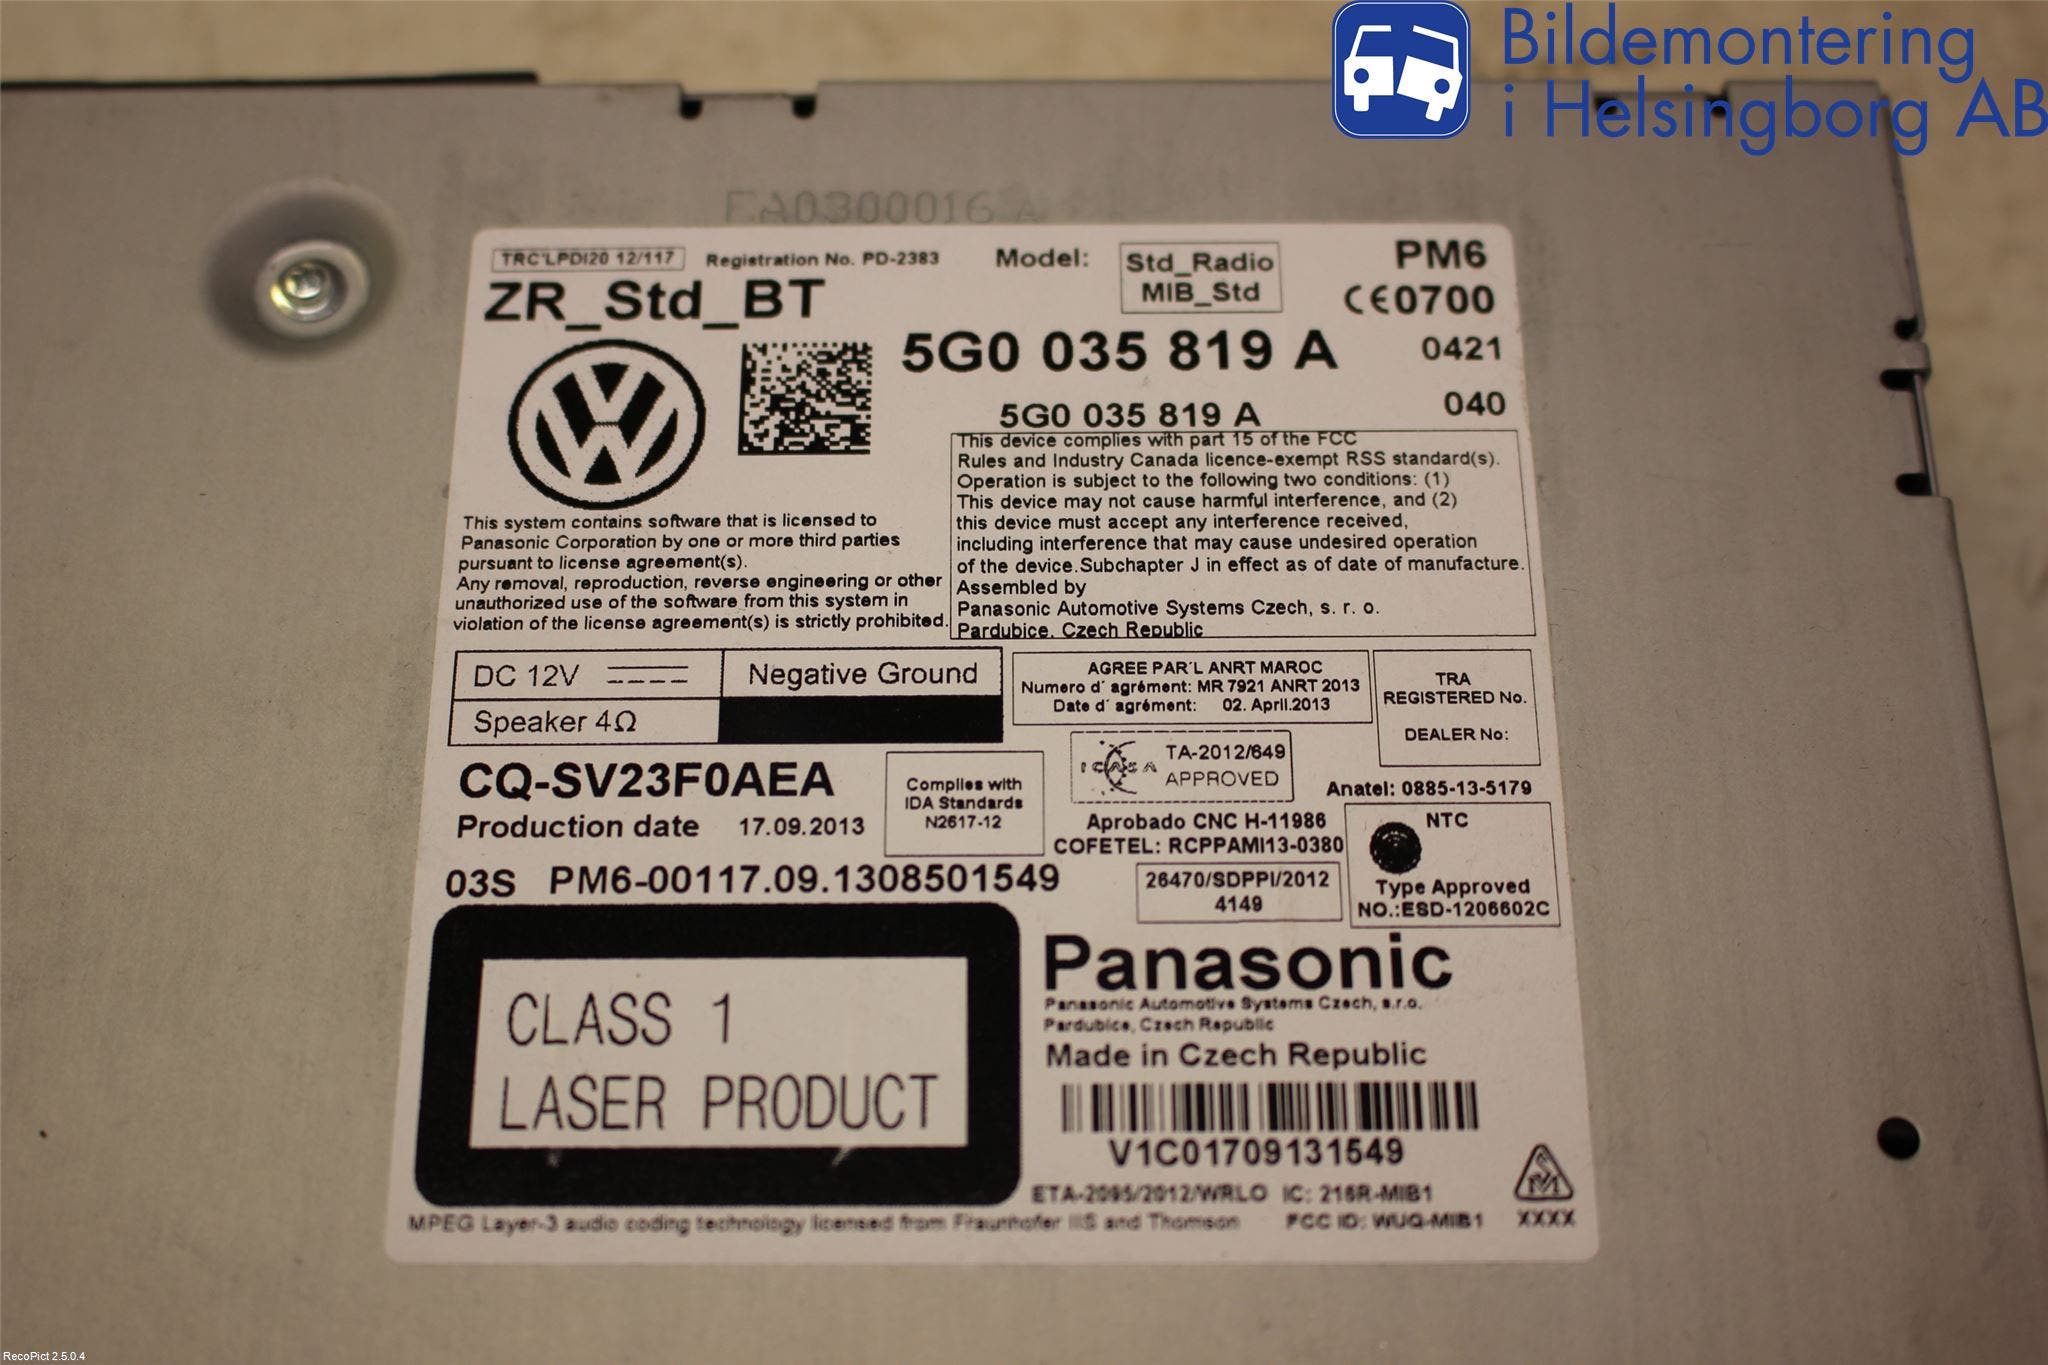 Bildemontering
i Helsingborg AB
TRC'LPDI20 12/117
Registration No. PD-2383
Model:
Std_Radio
MIB_Std
PM6
ZR_Std_BT
CE0700
5G0 035 819 A
0421
5G0 035 819 A
040
This device complies with part 15 of the FCC
Rules and Industry Canada licence-exempt RSS standard(s).
Operation is subject to the following two conditions: (1)
This device may not cause harmful interference, and (2)
this device must accept any interference received,
including interference that may cause undesired operation
of the device.Subchapter J in effect as of date of manufacture.
Assembled by
Panasonic Automotive Systems Czech, s. r. o.
Pardubice, Czech Republic
This system contains software that is licensed to
Panasonic Corporation by one or more third parties
pursuant to license agreement(s).
Any removal, reproduction, reverse engineering or other
unauthorized use of the software from this system in
violation of the license agreement(s) is strictly prohibited.
DC 12V
Negative Ground
Speaker 4Ω
AGREE PAR'L ANRT MAROC
Numero d' agrément: MR 7921 ANRT 2013
Date d' agrément: 02. April.2013
TRA
REGISTERED No.
DEALER No:
ICASA
TA-2012/649
APPROVED
CQ-SV23F0AEA
Complies with
IDA Standards
N2617-12
Anatel: 0885-13-5179
Production date 17.09.2013
Aprobado CNC H-11986
COFETEL: RCPPAMI13-0380
NTC
Type Approved
NO.:ESD-1206602C
03S PM6-00117.09.1308501549
26470/SDPPI/2012
4149
CLASS 1
LASER PRODUCT
Panasonic
Panasonic Automotive Systems Czech, s.r.o.
Pardubice, Czech Republic
Made in Czech Republic
V1C01709131549
ETA-2095/2012/WRLO IC: 216R-MIB1
MPEG Layer-3 audio coding technology licensed from Fraunhofer IIS and Thomson
FCC ID: WUQ-MIB1
XXXX
RecoPict 2.5.0.4